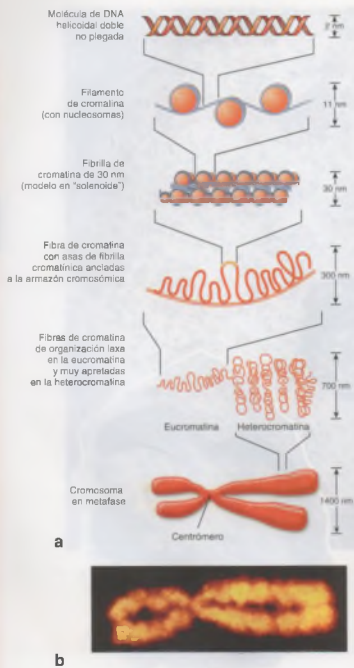 Molécula de DNA
helicoidal doble
no plegada
2 nm
Filamento
de cromatina
(con nucleosomas)
11 nm
Fibrilla de
cromatina de 30 nm
(modelo en "solenoide")
30 nm
Fibra de cromatina
con asas de fibrilla
cromatínica ancladas
a la armazón cromosómica
300 nm
Fibras de cromatina
de organización laxa
en la eucromatina
y muy apretadas
en la heterocromatina
700 nm
Eucromatina
Heterocromatina
Cromosoma
en metafase
1400 nm
Centrómero
a
b